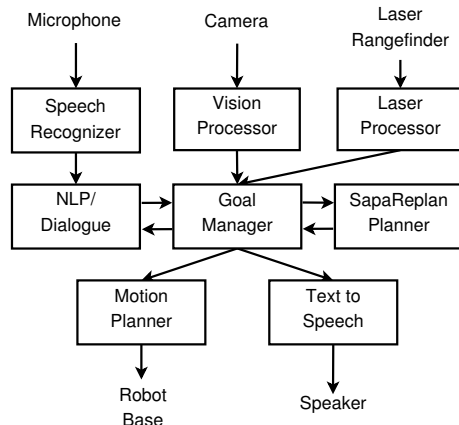 Microphone
Camera
Laser
Rangefinder
Speech
Recognizer
Vision
Processor
Laser
Processor
NLP/
Dialogue
Goal
Manager
SapaReplan
Planner
Motion
Planner
Text to
Speech
Robot
Base
Speaker